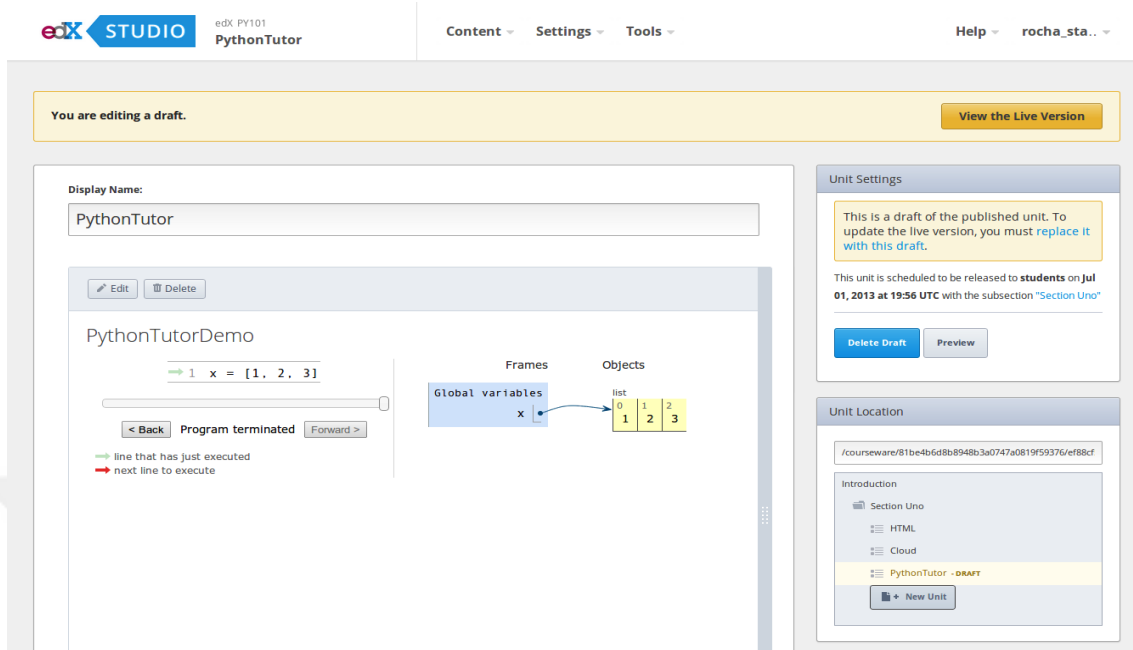 edX STUDIO
edX PY101
PythonTutor
Content
Settings
Tools
Help
rocha_sta..
You are editing a draft.
View the Live Version
Display Name:
PythonTutor
Edit
Delete
PythonTutorDemo
1 x = [1, 2, 3]
< Back
Program terminated
Forward >
line that has just executed
next line to execute
Frames
Objects
Global variables
x
list
0 1 2
1 2 3
Unit Settings
This is a draft of the published unit. To
update the live version, you must replace it
with this draft.
This unit is scheduled to be released to students on Jul
01, 2013 at 19:56 UTC with the subsection "Section Uno"
Delete Draft
Preview
Unit Location
/courseware/81be4b6d8b8948b3a0747a0819f59376/ef88cf
Introduction
Section Uno
HTML
Cloud
PythonTutor - DRAFT
+ New Unit